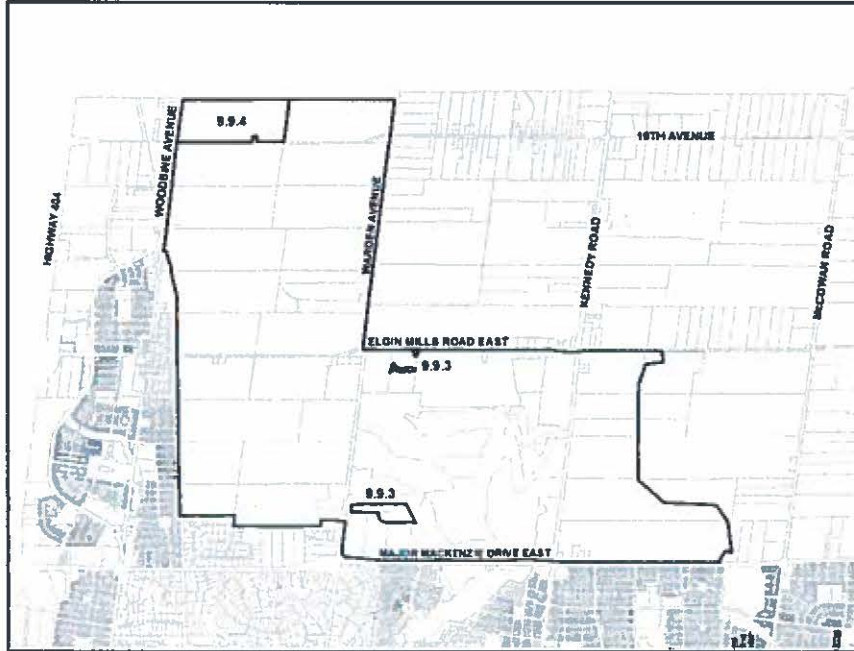 9.9.4
WOODBINE AVENUE
19TH AVENUE
HIGHWAY 404
WARDEN AVENUE
KENNEDY ROAD
McCOWAN ROAD
ELGIN MILLS ROAD EAST
9.9.3
9.9.3
MAJOR MACKENZIE DRIVE EAST